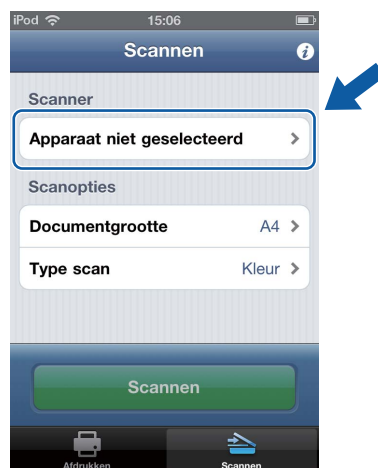 iPod 15:06
Scannen
Scanner
Apparaat niet geselecteerd
Scanopties
Documentgrootte A4
Type scan Kleur
Scannen
Afdrukken Scannen